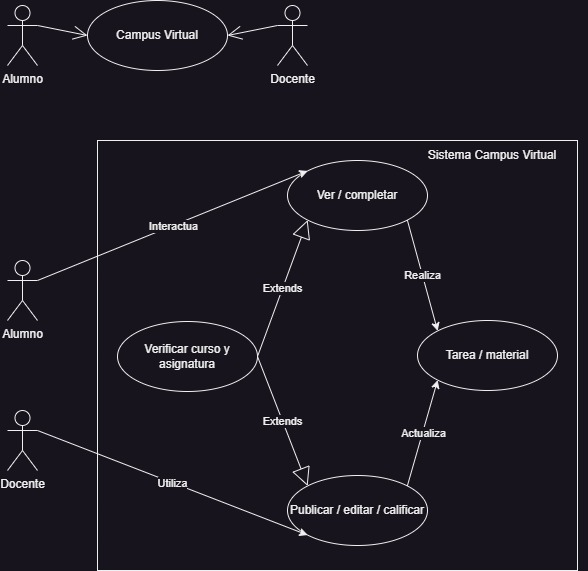 Campus Virtual
Alumno
Docente
Sistema Campus Virtual
Ver / completar
Interactua
Realiza
Extends
Alumno
Verificar curso y
asignatura
Tarea / material
Extends
Actualiza
Docente
Utiliza
Publicar / editar / calificar